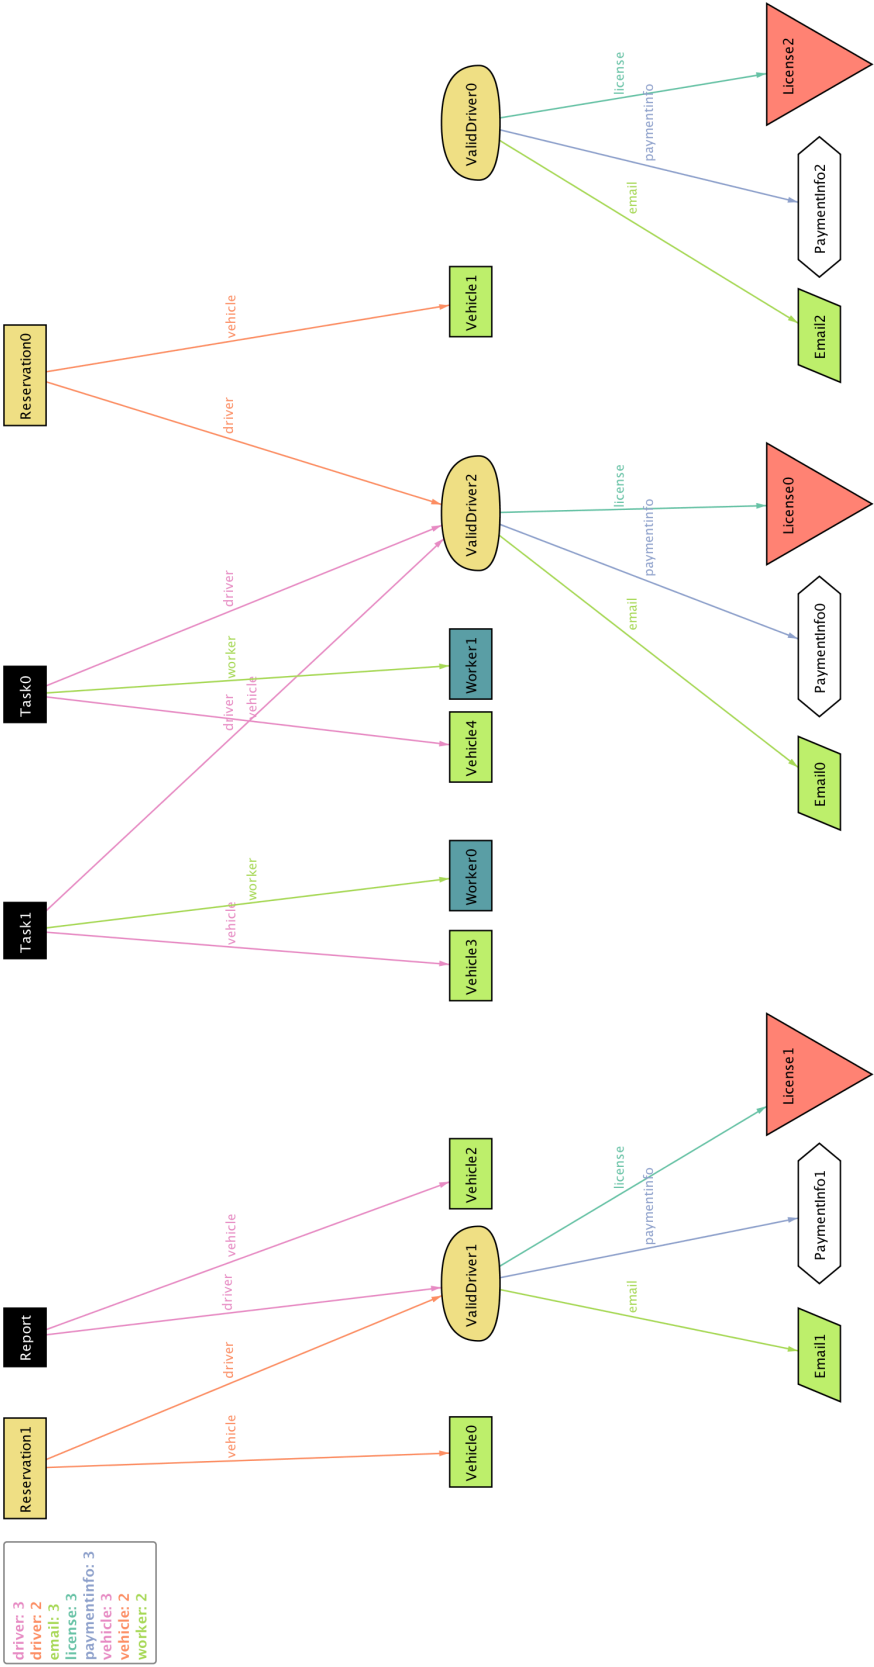 driver: 3
driver: 2
email: 3
license: 3
paymentinfo: 3
vehicle: 3
vehicle: 2
worker: 2
Reservation1
Report
Task1
Task0
Reservation0
vehicle
driver
driver
vehicle
vehicle
worker
driver
vehicle
worker
driver
driver
vehicle
Vehicle0
ValidDriver1
Vehicle2
Vehicle3
Worker0
Vehicle4
Worker1
ValidDriver2
Vehicle1
ValidDriver0
email
paymentinfo
license
email
paymentinfo
license
email
paymentinfo
license
Email1
PaymentInfo1
License1
Email0
PaymentInfo0
License0
Email2
PaymentInfo2
License2